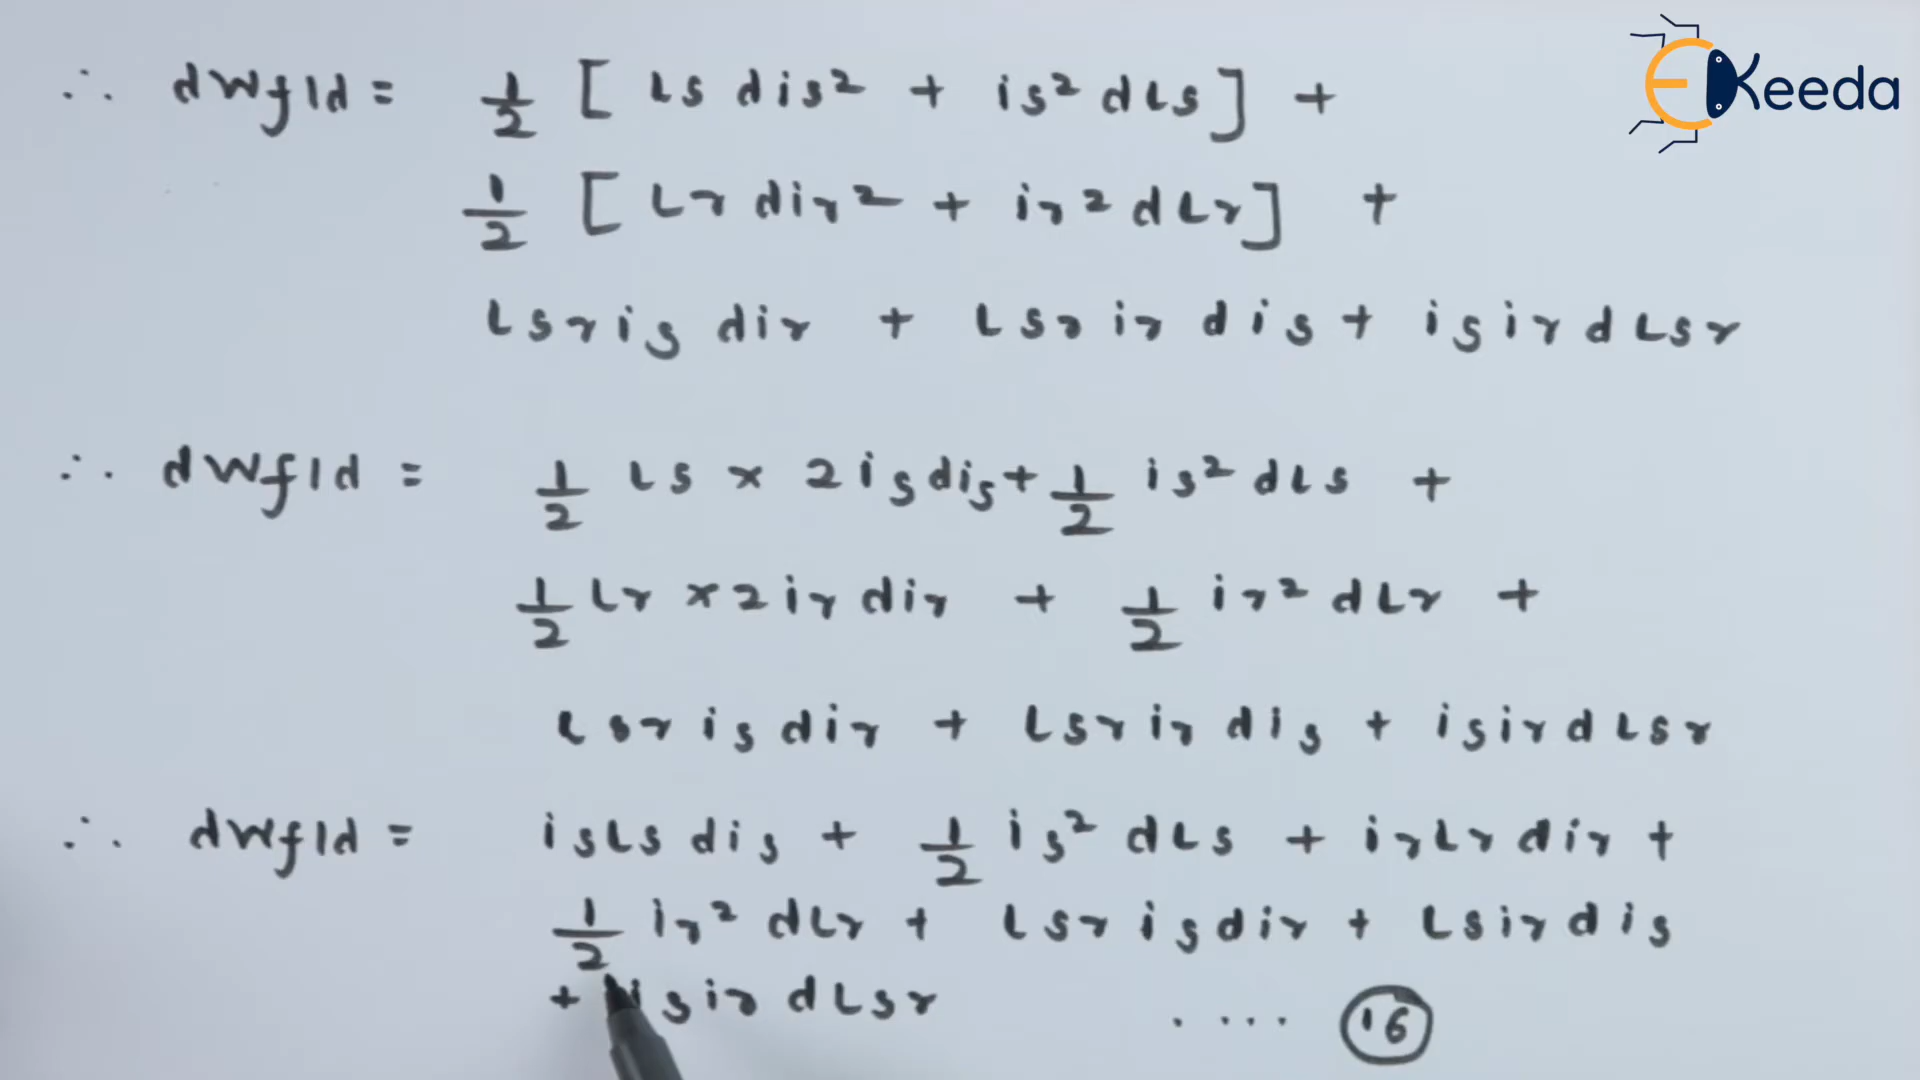 ∴ dWfld = 1/2 [ Ls dis² + is² dLs ] +
1/2 [ Lr dir² + ir² dLr ] +
Lsr is dir + Lsr ir dis + is ir dLsr
∴ dWfld = 1/2 Ls × 2 is dis + 1/2 is² dLs +
1/2 Lr × 2 ir dir + 1/2 ir² dLr +
Lsr is dir + Lsr ir dis + is ir dLsr
∴ dWfld = is Ls dis + 1/2 is² dLs + ir Lr dir +
1/2 ir² dLr + Lsr is dir + Ls ir dis
+ is ir dLsr .... 16
EKeeda